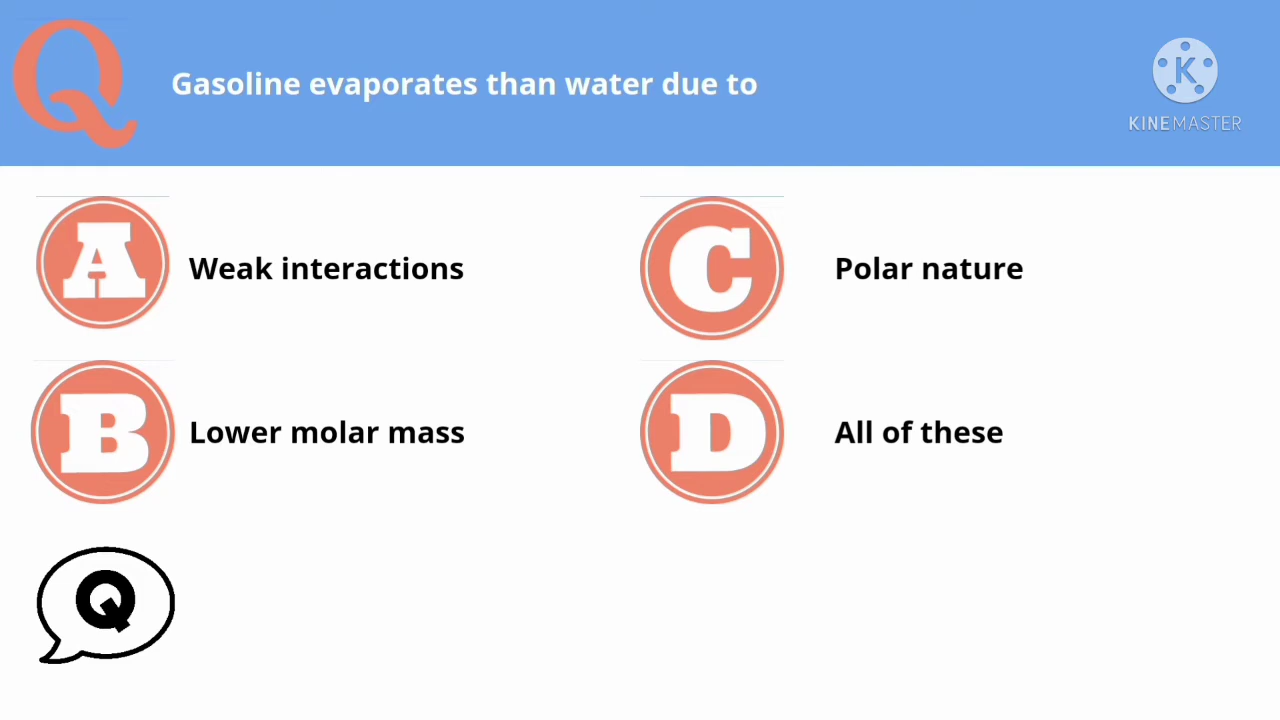 Q
Gasoline evaporates than water due to
K
KINEMASTER
A
Weak interactions
C
Polar nature
B
Lower molar mass
D
All of these
Q